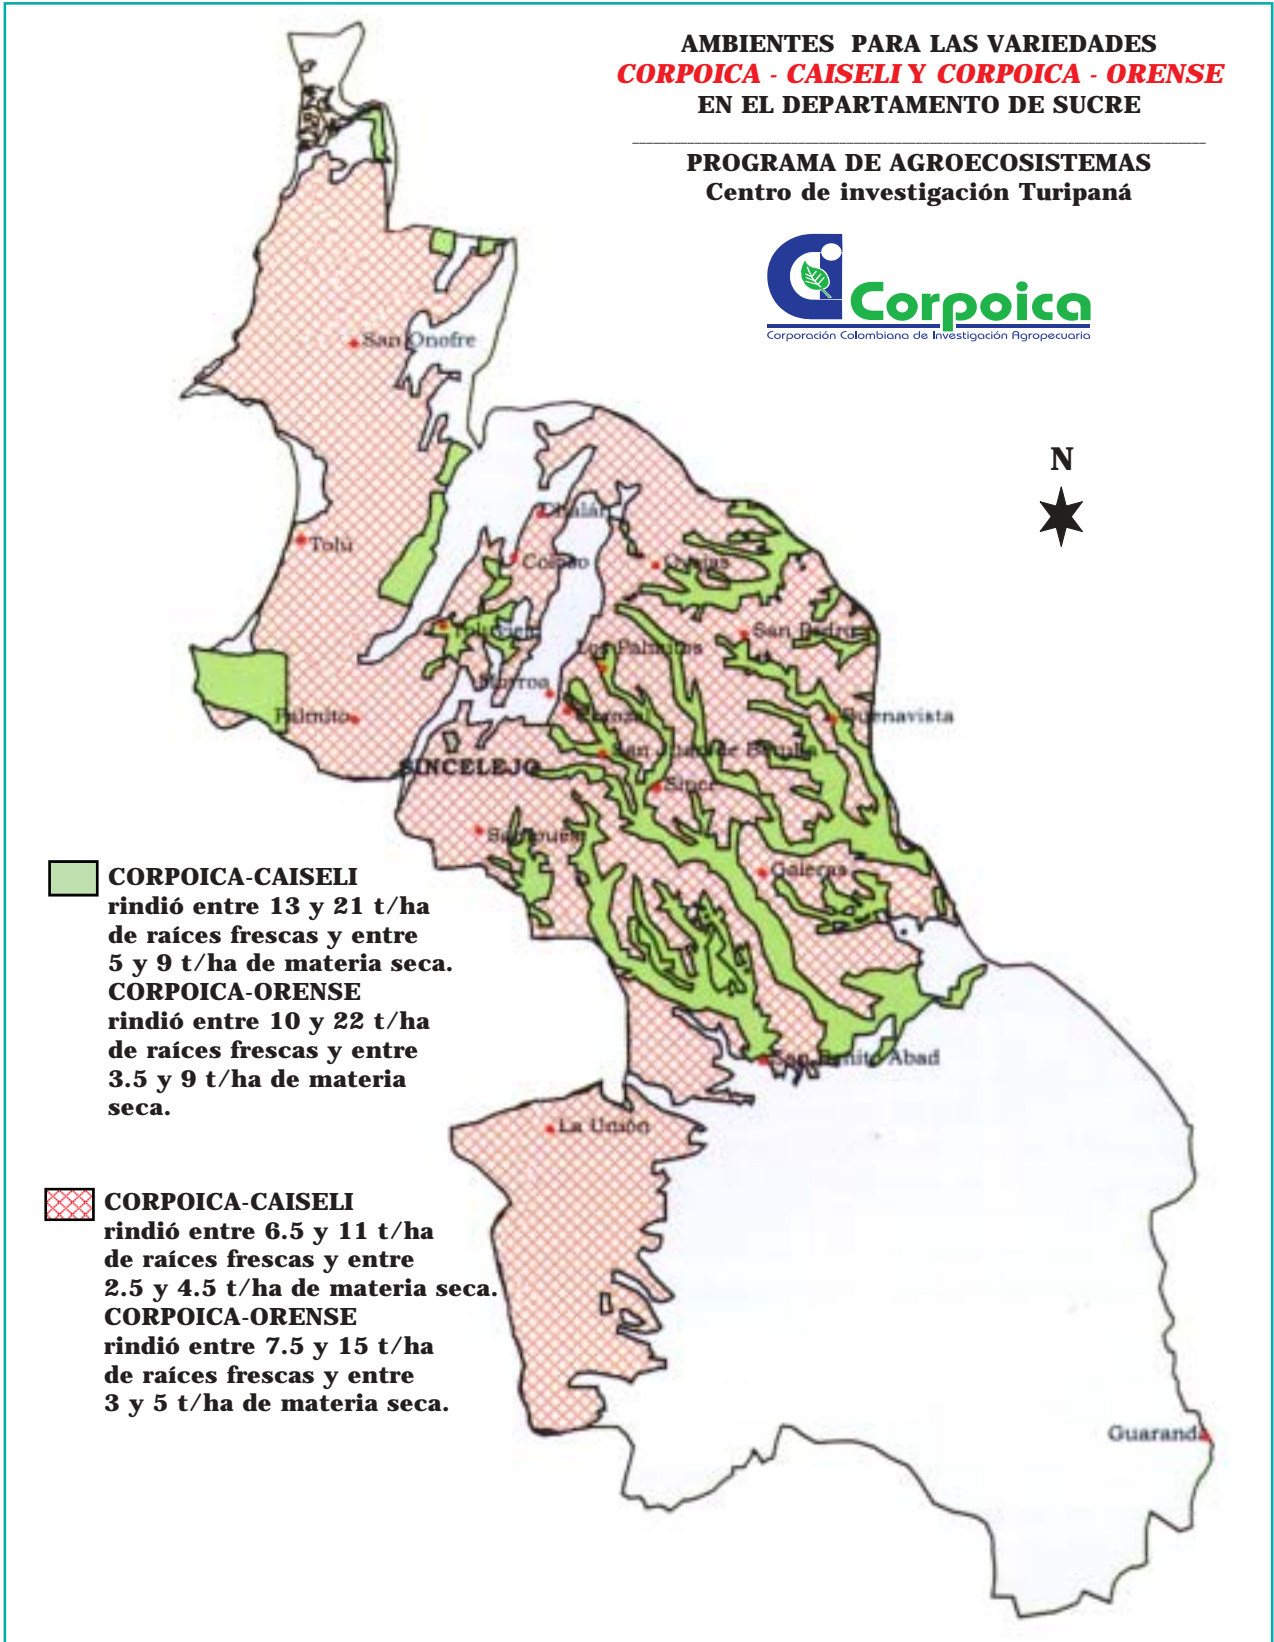 AMBIENTES PARA LAS VARIEDADES
CORPOICA - CAISELI Y CORPOICA - ORENSE
EN EL DEPARTAMENTO DE SUCRE
PROGRAMA DE AGROECOSISTEMAS
Centro de investigación Turipaná
Corpoica
Corporación Colombiana de Investigación Agropecuaria
N
San Onofre
Chalán
Tolú
Coloso
Ovejas
San Pedro
Los Palmitos
Palmito
Buenavista
Corozal
San Juan de Betulia
SINCELEJO
Sincé
Sampués
Galeras
San Benito Abad
La Unión
Guaranda
CORPOICA-CAISELI
rindió entre 13 y 21 t/ha
de raíces frescas y entre
5 y 9 t/ha de materia seca.
CORPOICA-ORENSE
rindió entre 10 y 22 t/ha
de raíces frescas y entre
3.5 y 9 t/ha de materia
seca.
CORPOICA-CAISELI
rindió entre 6.5 y 11 t/ha
de raíces frescas y entre
2.5 y 4.5 t/ha de materia seca.
CORPOICA-ORENSE
rindió entre 7.5 y 15 t/ha
de raíces frescas y entre
3 y 5 t/ha de materia seca.